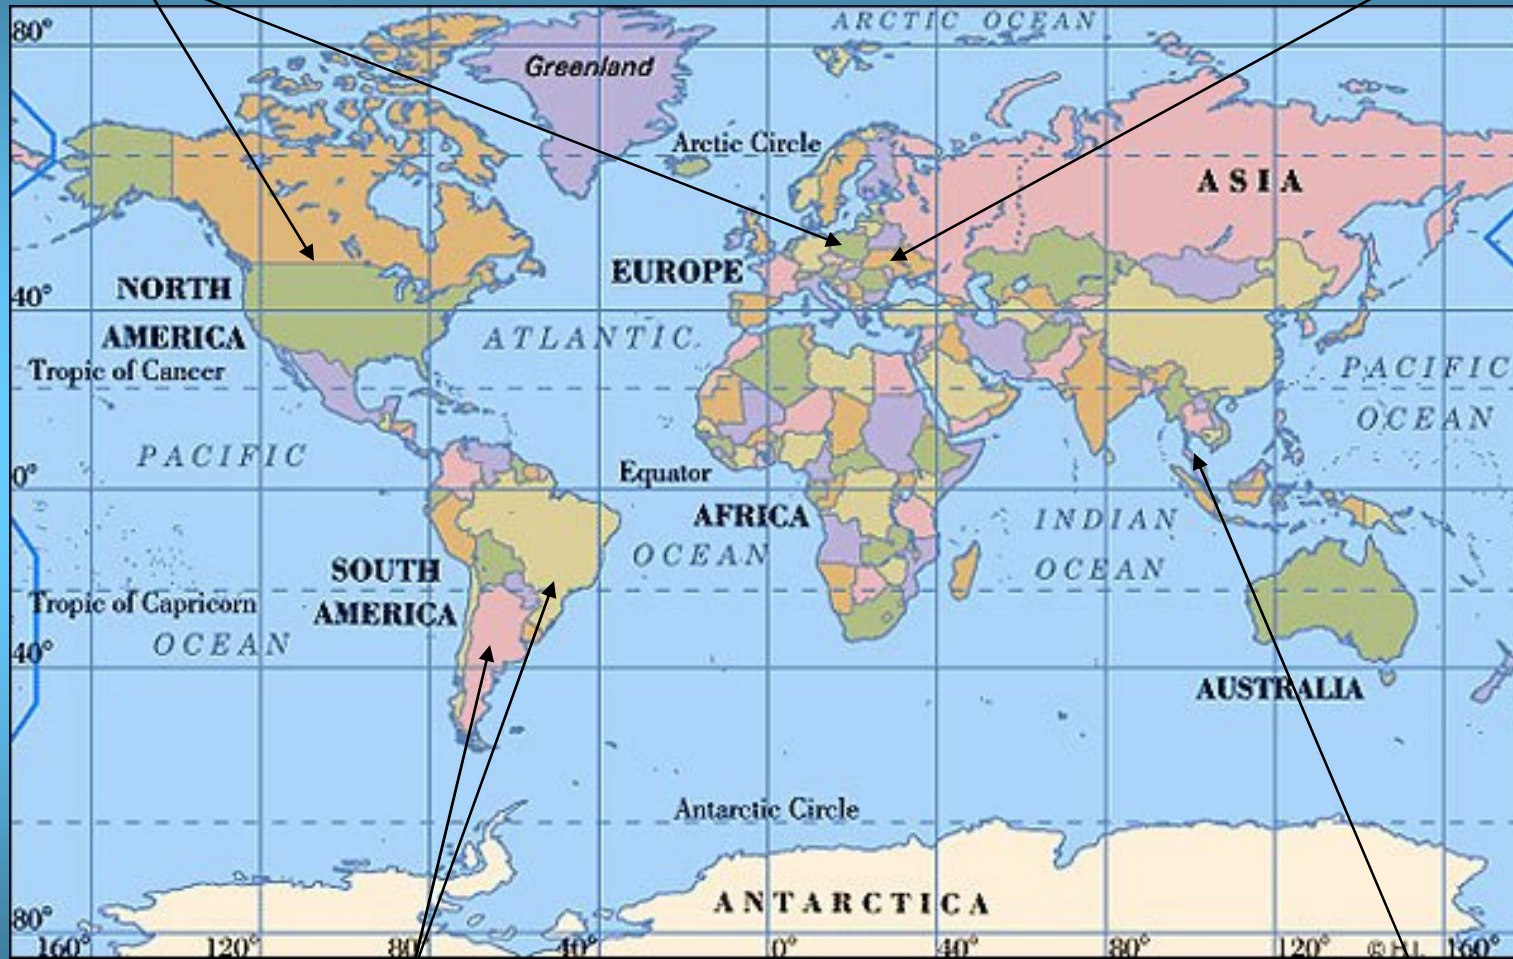 ARCTIC OCEAN
80°
Greenland
Arctic Circle
ASIA
EUROPE
NORTH
AMERICA
40°
ATLANTIC
Tropic of Cancer
PACIFIC
OCEAN
PACIFIC
0°
Equator
AFRICA
INDIAN
OCEAN
OCEAN
SOUTH
AMERICA
Tropic of Capricorn
OCEAN
40°
AUSTRALIA
Antarctic Circle
ANTARCTICA
80°
160° 120° 80° 40° 0° 40° 80° 120° 160°